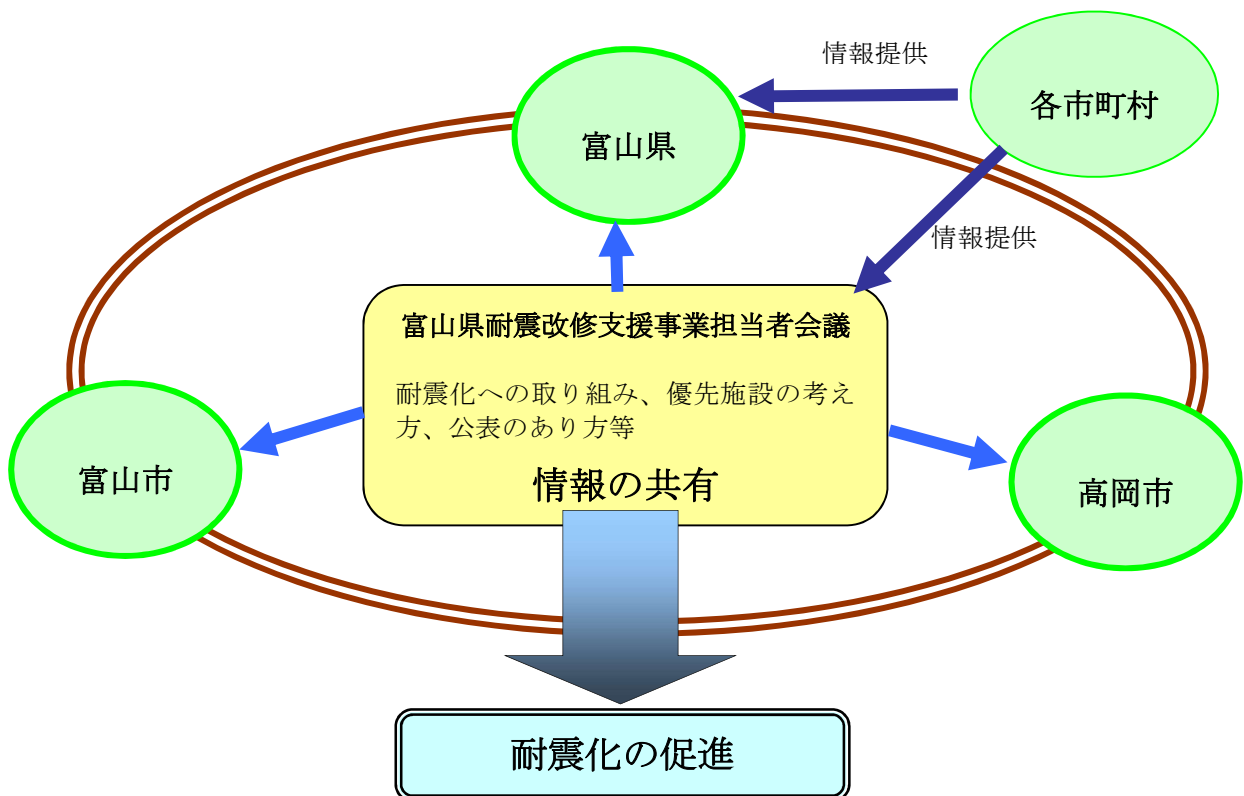 情報提供
各市町村
富山県
情報提供
富山県耐震改修支援事業担当者会議
耐震化への取り組み、優先施設の考え
方、公表のあり方等
情報の共有
富山市
高岡市
耐震化の促進